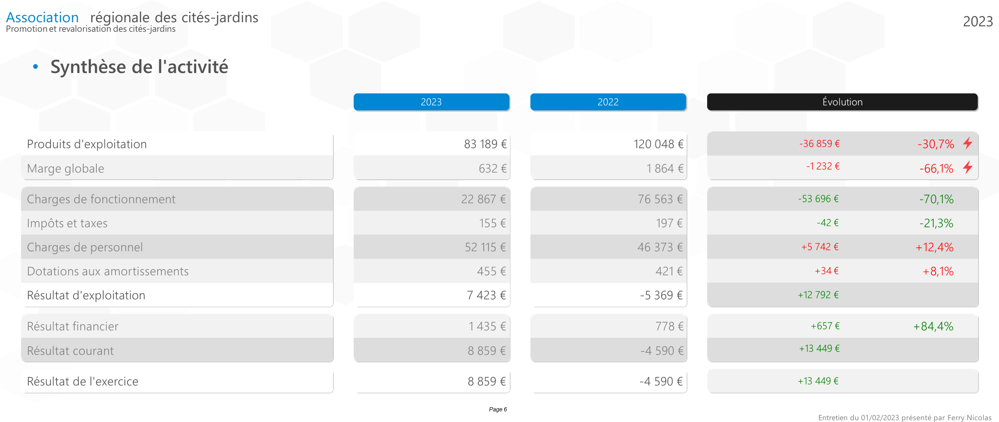 Association régionale des cités-jardins
Promotion et revalorisation des cités-jardins
2023
• Synthèse de l'activité
2023 2022 Évolution
Produits d'exploitation 83 189 € 120 048 € -36 859 € -30,7%
Marge globale 632 € 1 864 € -1 232 € -66,1%
Charges de fonctionnement 22 867 € 76 563 € -53 696 € -70,1%
Impôts et taxes 155 € 197 € -42 € -21,3%
Charges de personnel 52 115 € 46 373 € +5 742 € +12,4%
Dotations aux amortissements 455 € 421 € +34 € +8,1%
Résultat d'exploitation 7 423 € -5 369 € +12 792 €
Résultat financier 1 435 € 778 € +657 € +84,4%
Résultat courant 8 859 € -4 590 € +13 449 €
Résultat de l'exercice 8 859 € -4 590 € +13 449 €
Page 6
Entretien du 01/02/2023 présenté par Ferry Nicolas